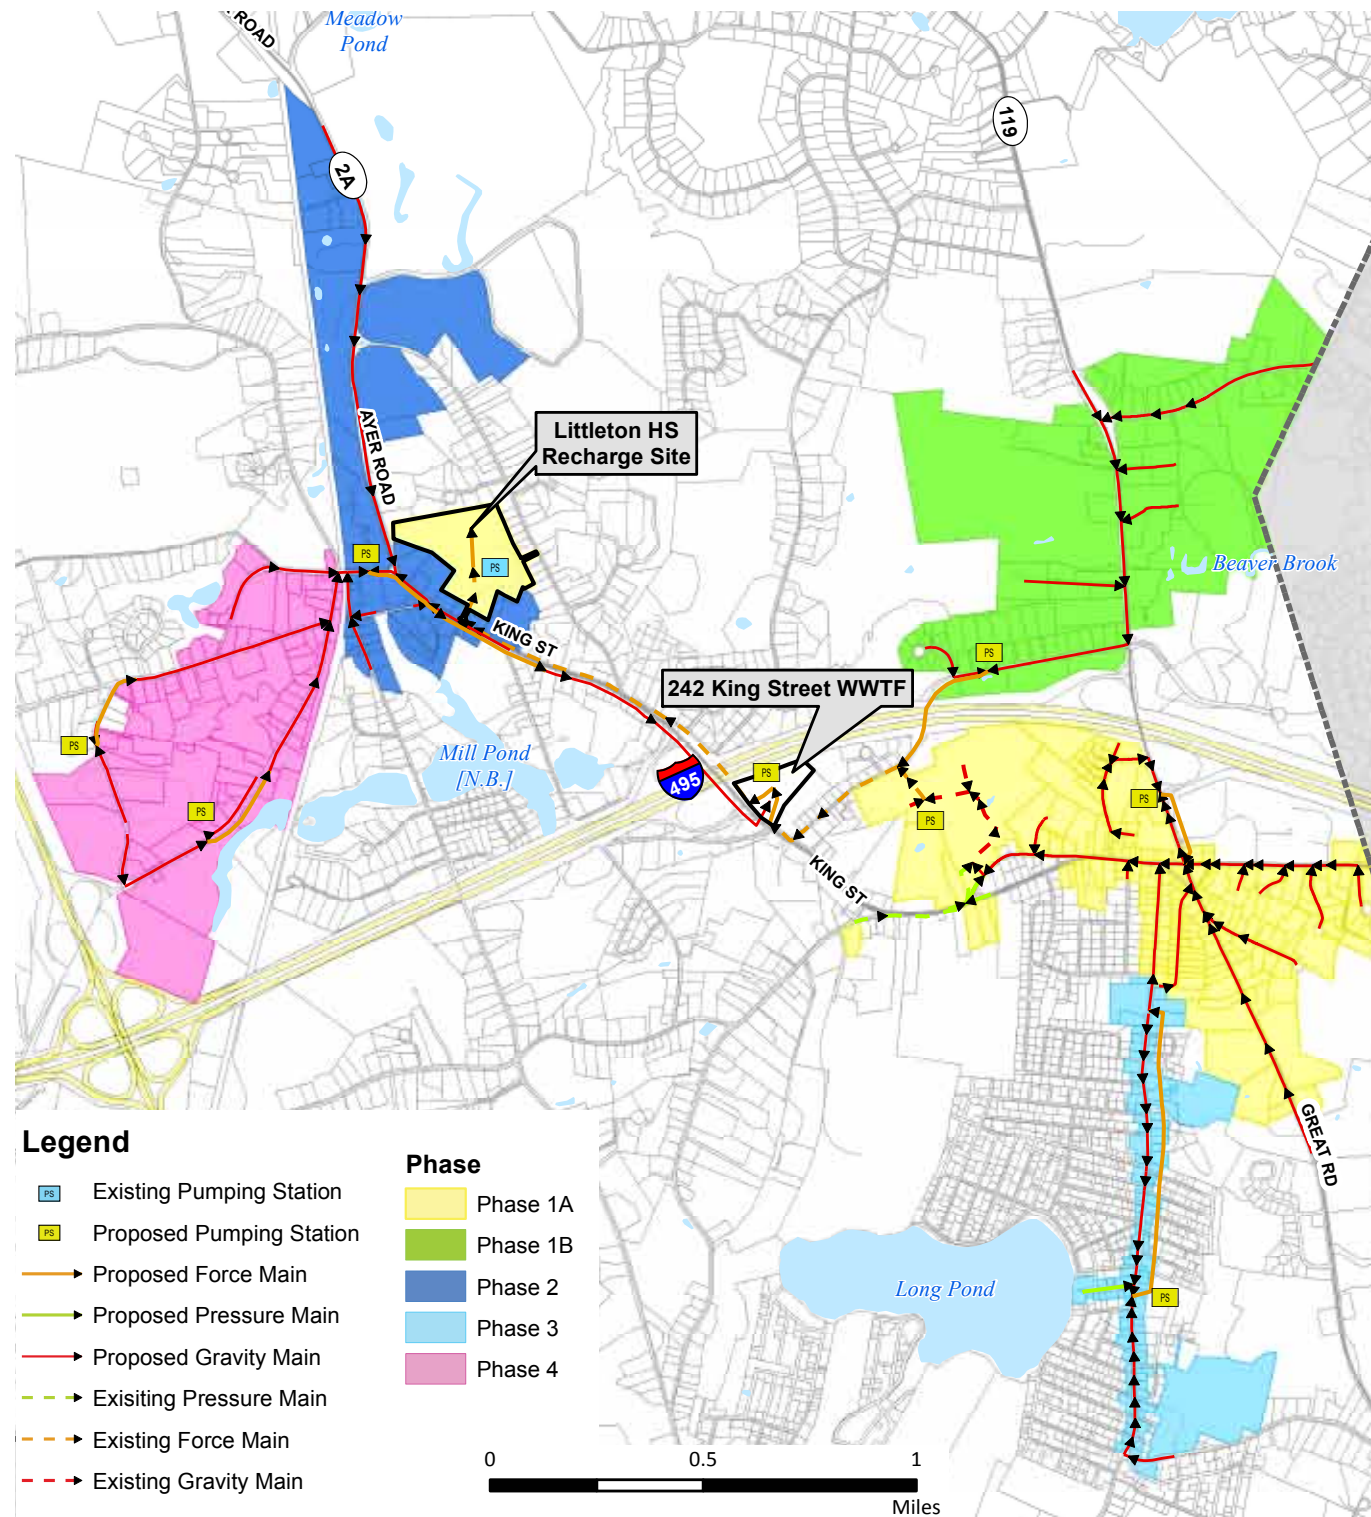 ROAD
Meadow
Pond
2A
119
AYER ROAD
Littleton HS
Recharge Site
PS
PS
Beaver Brook
KING ST
PS
242 King Street WWTF
PS
Mill Pond
[N.B.]
495
PS
PS
PS
PS
KING ST
GREAT RD
Long Pond
PS
Legend
PS Existing Pumping Station
PS Proposed Pumping Station
Proposed Force Main
Proposed Pressure Main
Proposed Gravity Main
Exisiting Pressure Main
Existing Force Main
Existing Gravity Main
Phase
Phase 1A
Phase 1B
Phase 2
Phase 3
Phase 4
0 0.5 1
Miles